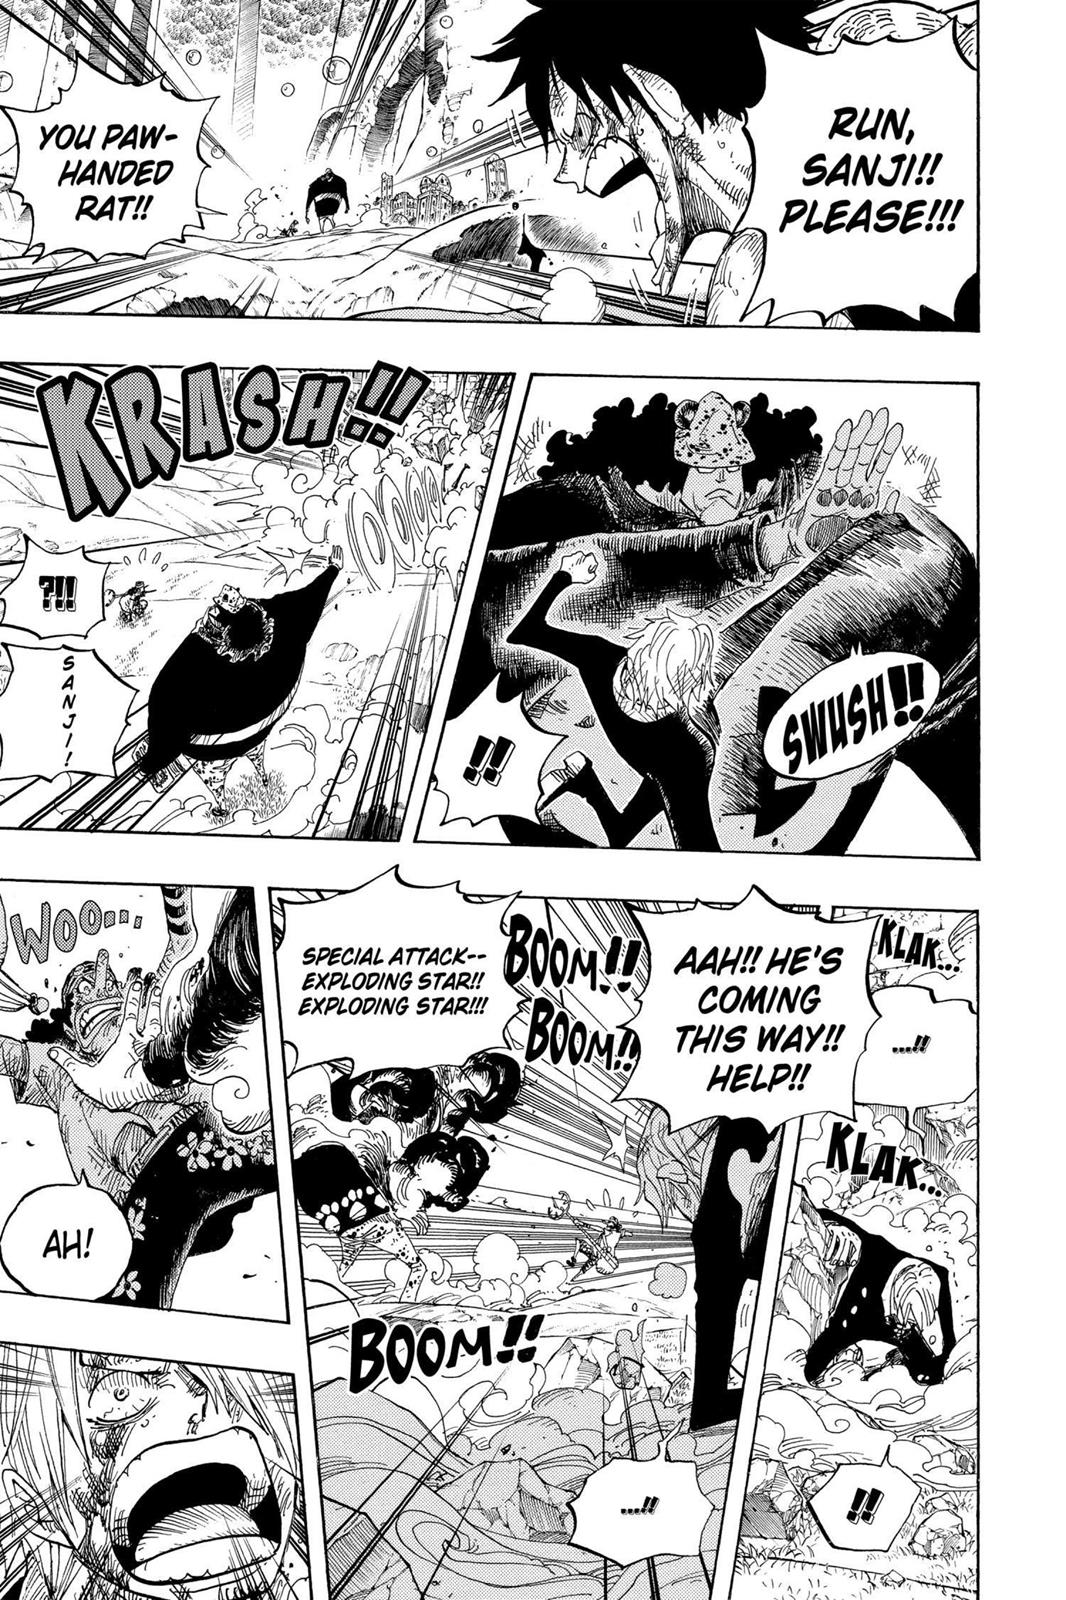 RUN,
SANJI!!
PLEASE!!!
YOU PAW-
HANDED
RAT!!
SWUSH!!
!!
KRASH!!
?!!
SANJI!!
KLAK...
...!!
KLAK...
!!
AAH!! HE'S
COMING
THIS WAY!!
HELP!!
BOOM!!
BOOM!!
SPECIAL ATTACK--
EXPLODING STAR!!
EXPLODING STAR!!!
BOOM!!
...!!
WOO...
AH!